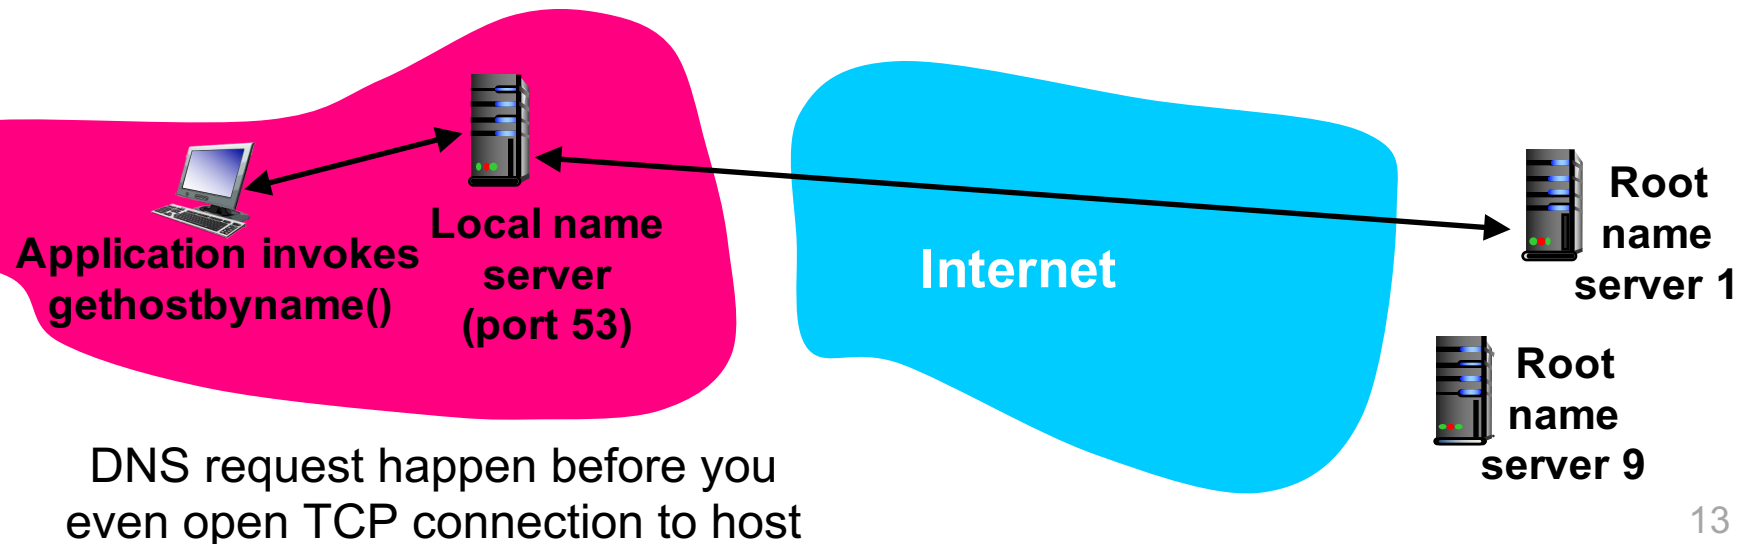 Application invokes
gethostbyname()
Local name
server
(port 53)
Internet
Root
name
server 1
Root
name
server 9
DNS request happen before you
even open TCP connection to host
13